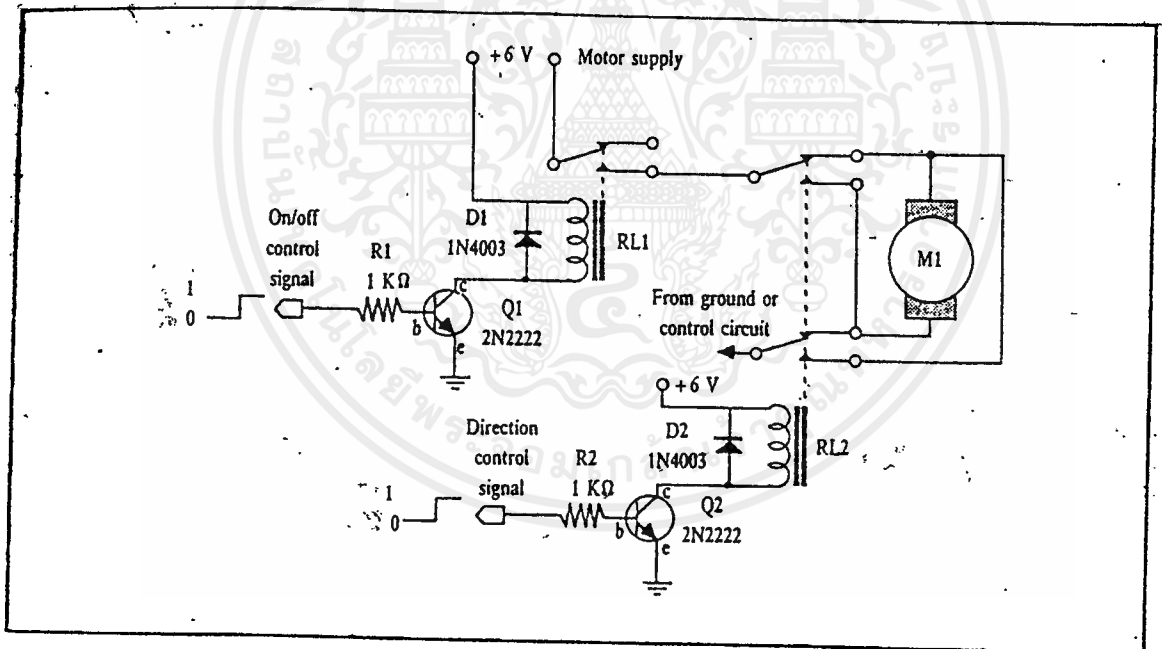 +6 V
Motor supply
On/off
control
signal
1
0
R1
1 KΩ
D1
1N4003
RL1
c
b
e
Q1
2N2222
M1
From ground or
control circuit
+6 V
Direction
control
signal
1
0
R2
1 KΩ
D2
1N4003
RL2
c
b
e
Q2
2N2222